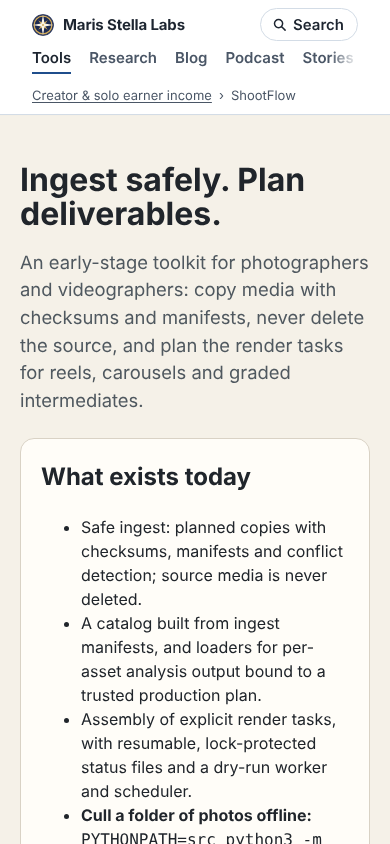 Maris Stella Labs
Search
Tools Research Blog Podcast Stories
Creator & solo earner income › ShootFlow
Ingest safely. Plan
deliverables.
An early-stage toolkit for photographers
and videographers: copy media with
checksums and manifests, never delete
the source, and plan the render tasks
for reels, carousels and graded
intermediates.
What exists today
• Safe ingest: planned copies with
checksums, manifests and conflict
detection; source media is never
deleted.
• A catalog built from ingest
manifests, and loaders for per-
asset analysis output bound to a
trusted production plan.
• Assembly of explicit render tasks,
with resumable, lock-protected
status files and a dry-run worker
and scheduler.
• Cull a folder of photos offline:
PYTHONPATH=src python3 -m